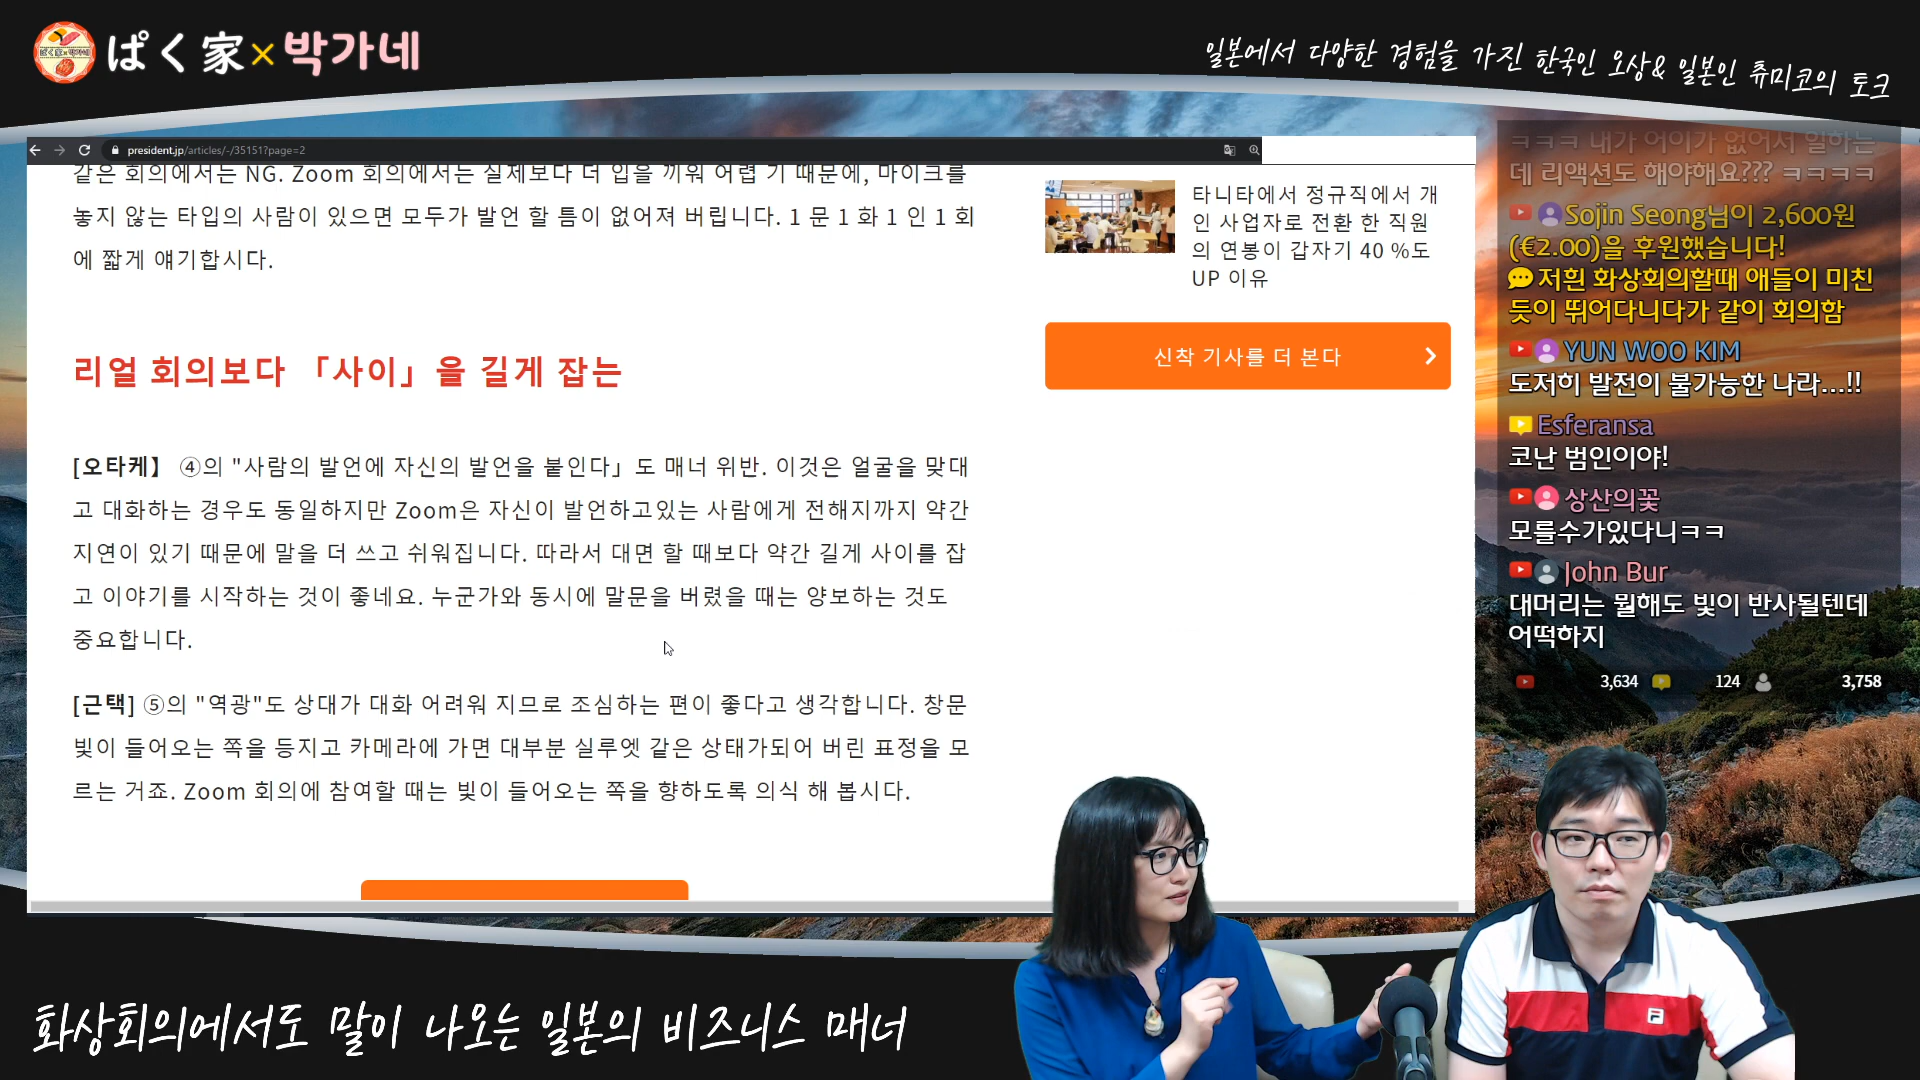 ぱく家×박가네
일본에서 다양한 경험을 가진 한국인 오상& 일본인 츄미코의 토크
president.jp/articles/-/35151?page=2
같은 회의에서는 NG. Zoom 회의에서는 실제보다 더 입을 끼워 어렵 기 때문에, 마이크를
놓지 않는 타입의 사람이 있으면 모두가 발언 할 틈이 없어져 버립니다. 1 문 1 화 1 인 1 회
에 짧게 얘기합시다.
리얼 회의보다 「사이」을 길게 잡는
[오타케】 ④의 "사람의 발언에 자신의 발언을 붙인다」도 매너 위반. 이것은 얼굴을 맞대
고 대화하는 경우도 동일하지만 Zoom은 자신이 발언하고있는 사람에게 전해지까지 약간
지연이 있기 때문에 말을 더 쓰고 쉬워집니다. 따라서 대면 할 때보다 약간 길게 사이를 잡
고 이야기를 시작하는 것이 좋네요. 누군가와 동시에 말문을 버렸을 때는 양보하는 것도
중요합니다.
[근택] ⑤의 "역광"도 상대가 대화 어려워 지므로 조심하는 편이 좋다고 생각합니다. 창문
빛이 들어오는 쪽을 등지고 카메라에 가면 대부분 실루엣 같은 상태가되어 버린 표정을 모
르는 거죠. Zoom 회의에 참여할 때는 빛이 들어오는 쪽을 향하도록 의식 해 봅시다.
타니타에서 정규직에서 개
인 사업자로 전환 한 직원
의 연봉이 갑자기 40 %도
UP 이유
신착 기사를 더 본다
ㅋㅋㅋ 내가 어이가 없어서 일하는
데 리액션도 해야해요??? ㅋㅋㅋㅋ
Sojin Seong님이 2,600원
(€2.00)을 후원했습니다!
저흰 화상회의할때 애들이 미친
듯이 뛰어다니다가 같이 회의함
YUN WOO KIM
도저히 발전이 불가능한 나라...!!
Esferansa
코난 범인이야!
상산의꽃
모를수가있다니ㅋㅋ
John Bur
대머리는 뭘해도 빛이 반사될텐데
어떡하지
3,634 124 3,758
화상회의에서도 말이 나오는 일본의 비즈니스 매너